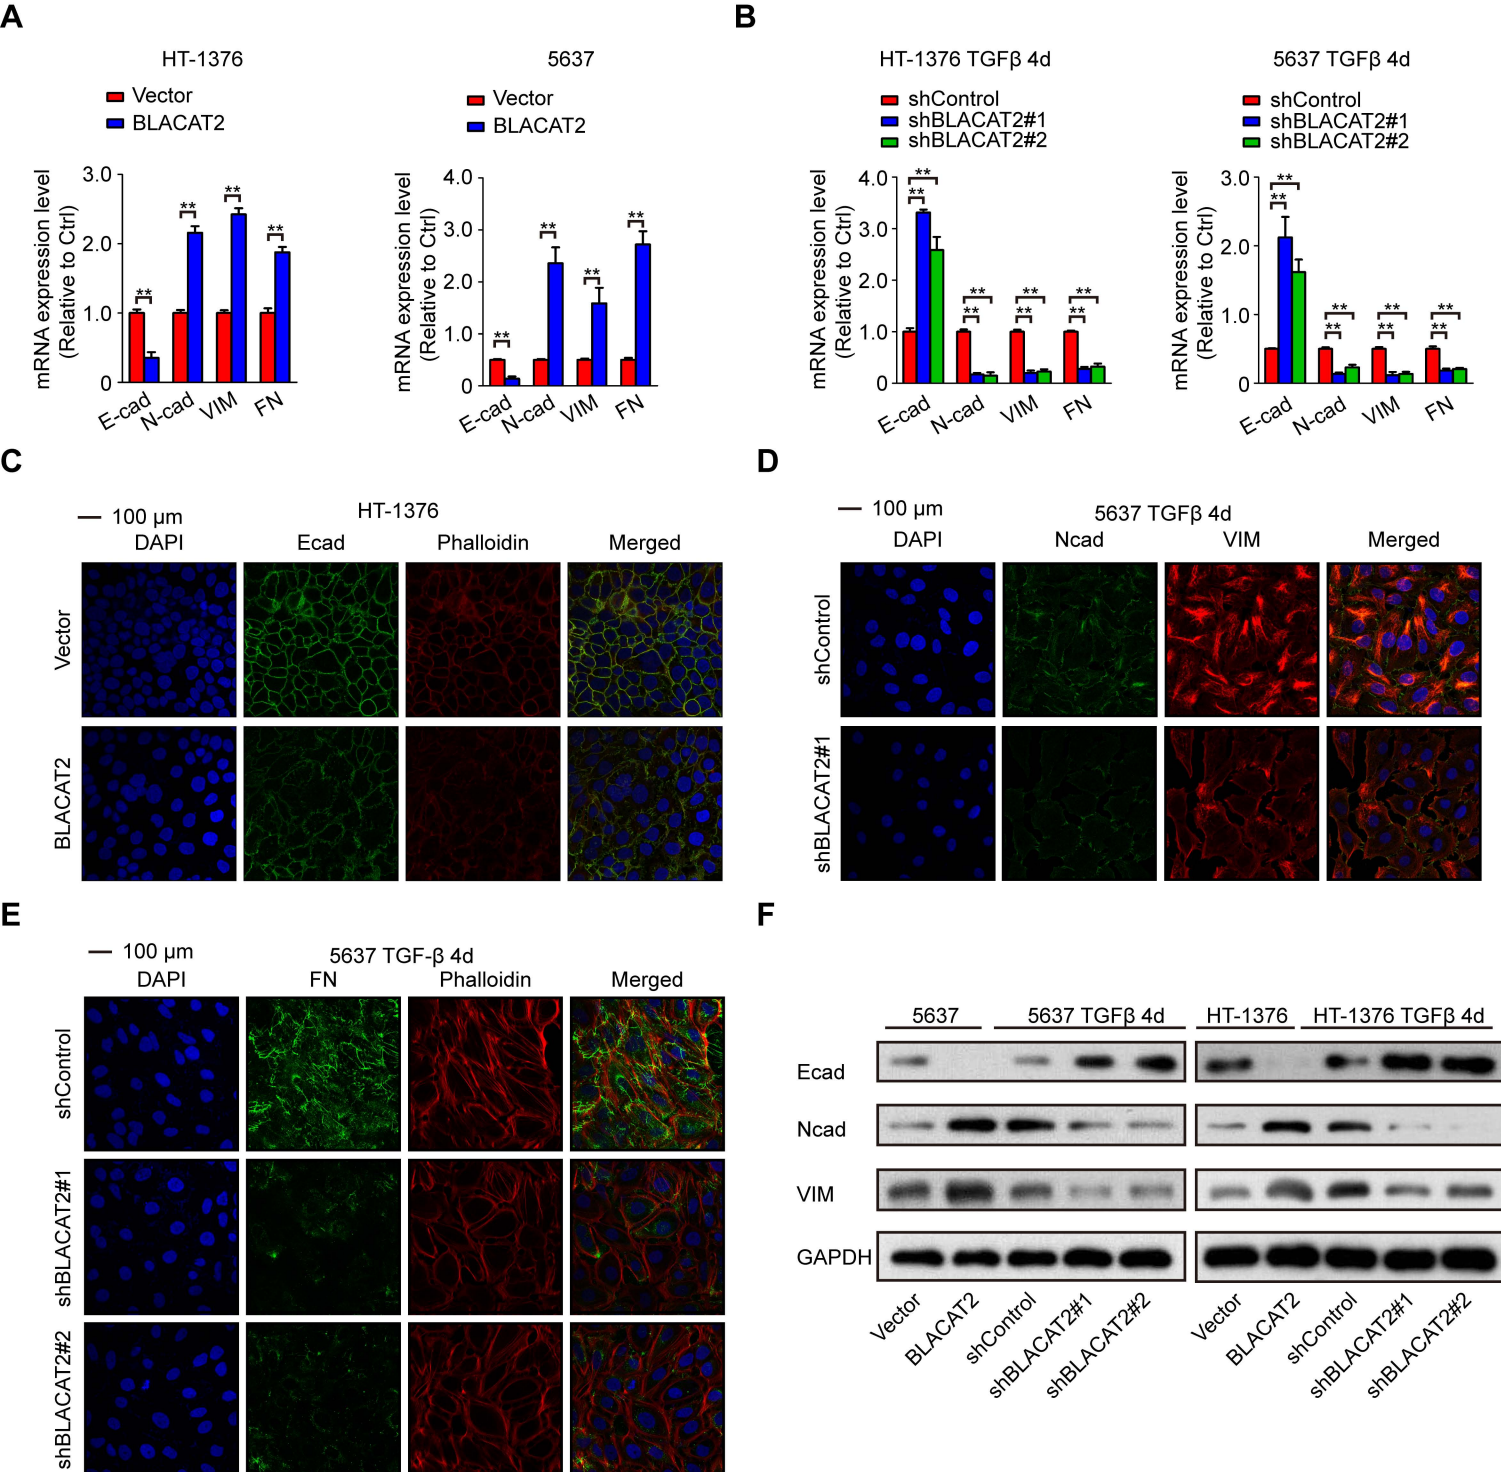 A
HT-1376
Vector
BLACAT2
mRNA expression level
(Relative to Ctrl)
3.0
2.0
1.0
0
** ** ** **
E-cad N-cad VIM FN
5637
Vector
BLACAT2
mRNA expression level
(Relative to Ctrl)
4.0
3.0
2.0
1.0
0
** ** ** **
E-cad N-cad VIM FN
B
HT-1376 TGFβ 4d
shControl
shBLACAT2#1
shBLACAT2#2
mRNA expression level
(Relative to Ctrl)
4.0
3.0
2.0
1.0
0
** ** ** **
** ** ** **
E-cad N-cad VIM FN
5637 TGFβ 4d
shControl
shBLACAT2#1
shBLACAT2#2
mRNA expression level
(Relative to Ctrl)
3.0
2.0
1.0
0
** ** ** **
** ** ** **
E-cad N-cad VIM FN
C
100 μm
HT-1376
DAPI Ecad Phalloidin Merged
Vector
BLACAT2
D
100 μm
5637 TGFβ 4d
DAPI Ncad VIM Merged
shControl
shBLACAT2#1
E
100 μm
5637 TGF-β 4d
DAPI FN Phalloidin Merged
shControl
shBLACAT2#1
shBLACAT2#2
F
5637 5637 TGFβ 4d HT-1376 HT-1376 TGFβ 4d
Ecad
Ncad
VIM
GAPDH
Vector BLACAT2 shControl shBLACAT2#1 shBLACAT2#2 Vector BLACAT2 shControl shBLACAT2#1 shBLACAT2#2